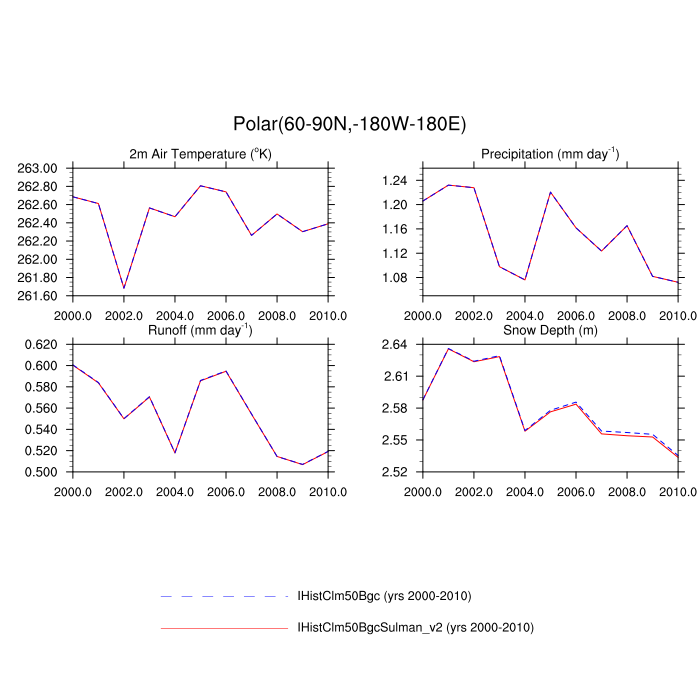 Polar(60-90N,-180W-180E)
2m Air Temperature (°K)
263.00
262.80
262.60
262.40
262.20
262.00
261.80
261.60
2000.0 2002.0 2004.0 2006.0 2008.0 2010.0
Precipitation (mm day⁻¹)
1.24
1.20
1.16
1.12
1.08
2000.0 2002.0 2004.0 2006.0 2008.0 2010.0
Runoff (mm day⁻¹)
0.620
0.600
0.580
0.560
0.540
0.520
0.500
2000.0 2002.0 2004.0 2006.0 2008.0 2010.0
Snow Depth (m)
2.64
2.61
2.58
2.55
2.52
2000.0 2002.0 2004.0 2006.0 2008.0 2010.0
IHistClm50Bgc (yrs 2000-2010)
IHistClm50BgcSulman_v2 (yrs 2000-2010)